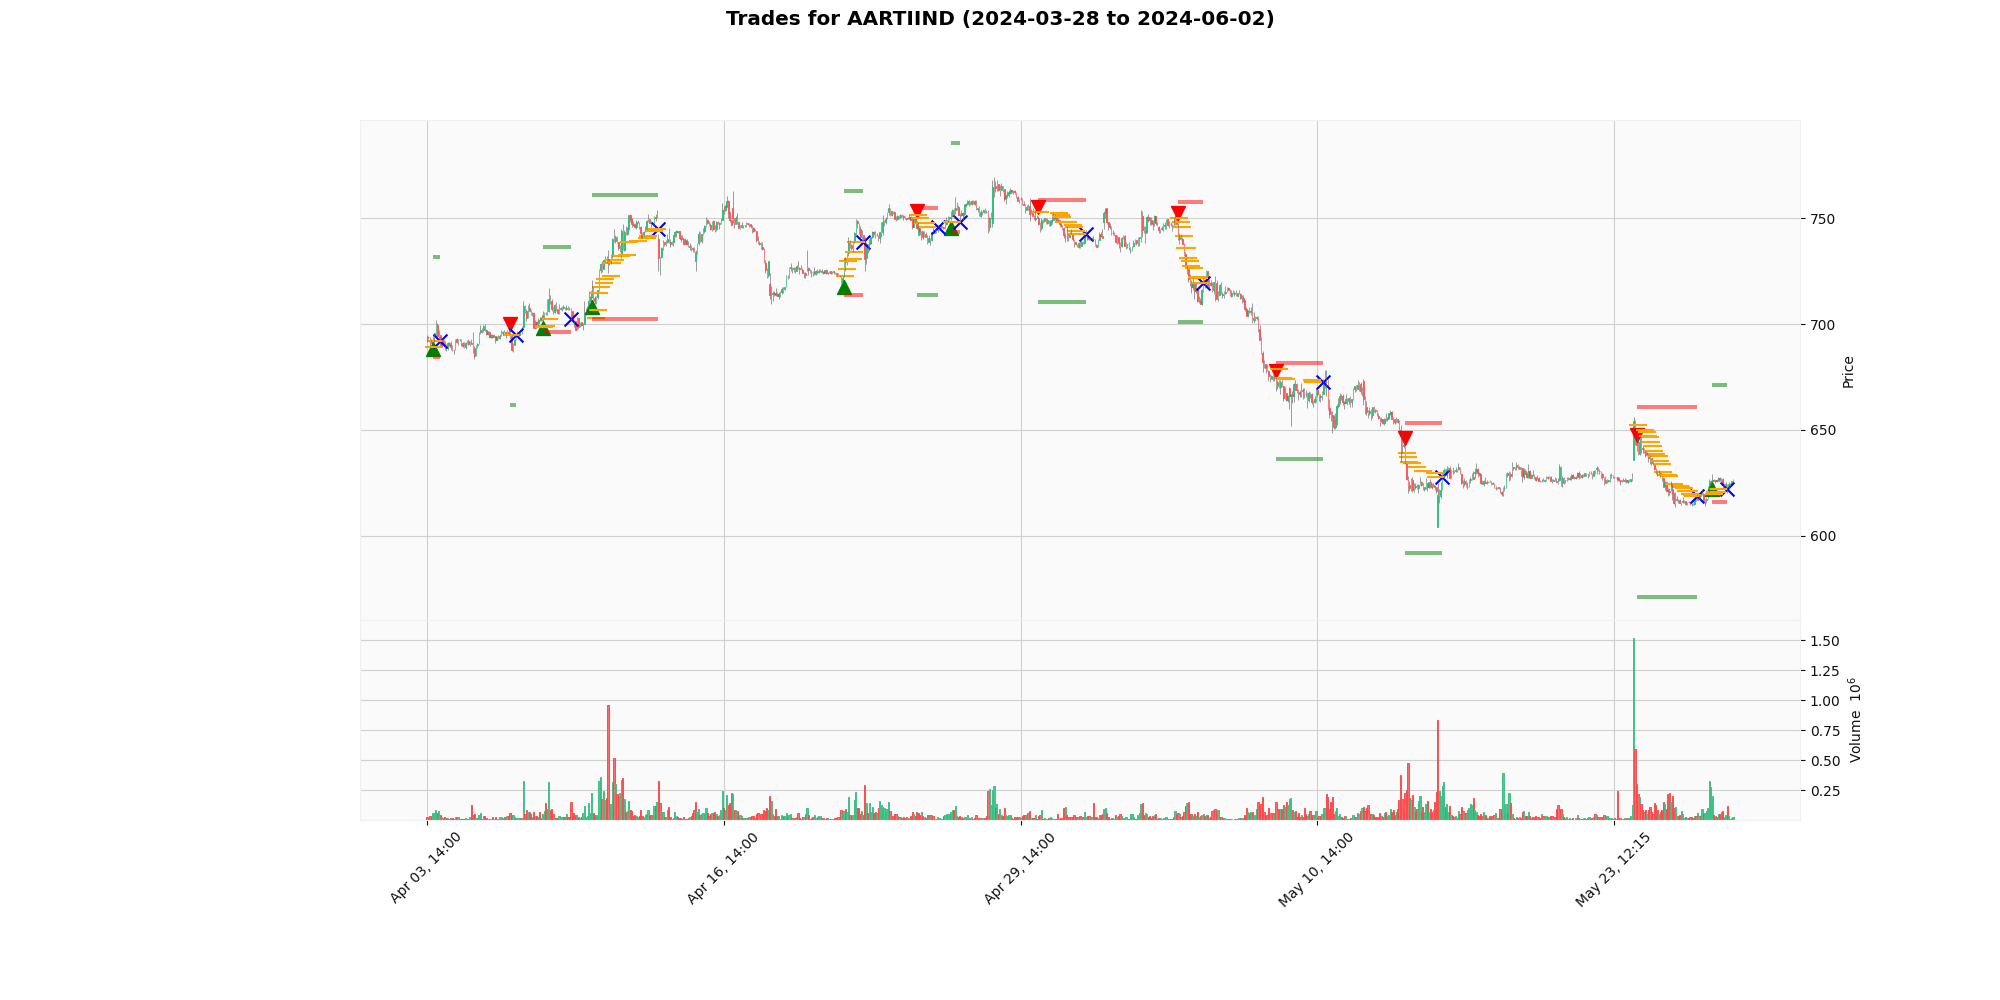 Trades for AARTIIND (2024-03-28 to 2024-06-02)
750
700
650
600
Price
1.50
1.25
1.00
0.75
0.50
0.25
Volume 10^6
Apr 03, 14:00
Apr 16, 14:00
Apr 29, 14:00
May 10, 14:00
May 23, 12:15